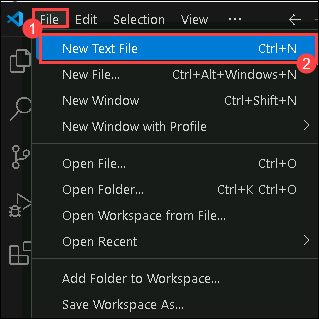 File Edit Selection View ...
1
New Text File Ctrl+N
2
New File... Ctrl+Alt+Windows+N
New Window Ctrl+Shift+N
New Window with Profile
Open File... Ctrl+O
Open Folder... Ctrl+K Ctrl+O
Open Workspace from File...
Open Recent
Add Folder to Workspace...
Save Workspace As...